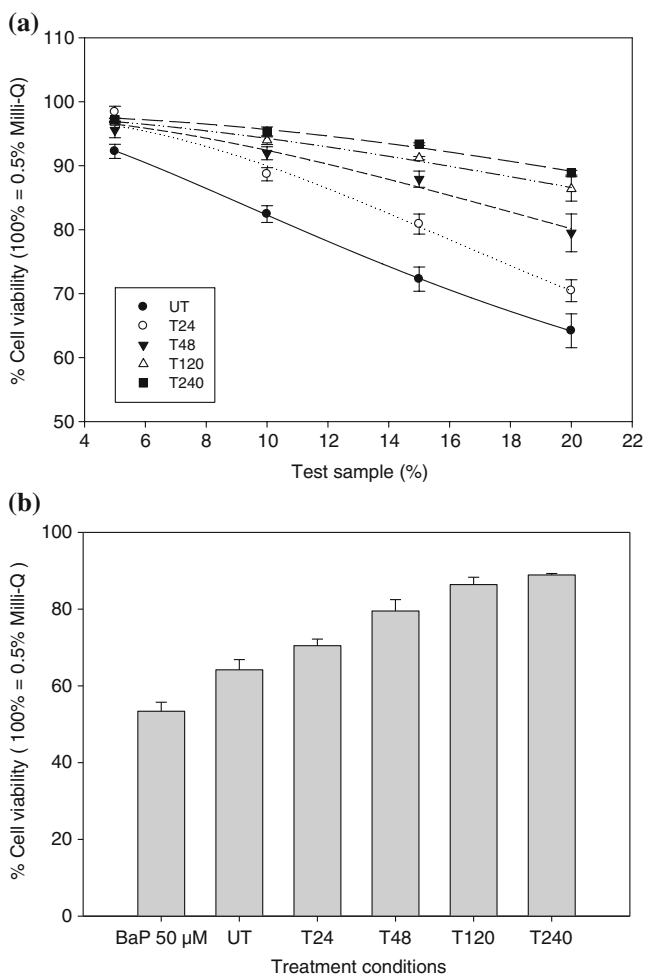 (a)
110
100
90
80
70
60
50
% Cell viability (100% = 0.5% Milli-Q)
UT
T24
T48
T120
T240
4 6 8 10 12 14 16 18 20 22
Test sample (%)
(b)
100
80
60
40
20
0
% Cell viability ( 100% = 0.5% Milli-Q )
BaP 50 µM UT T24 T48 T120 T240
Treatment conditions